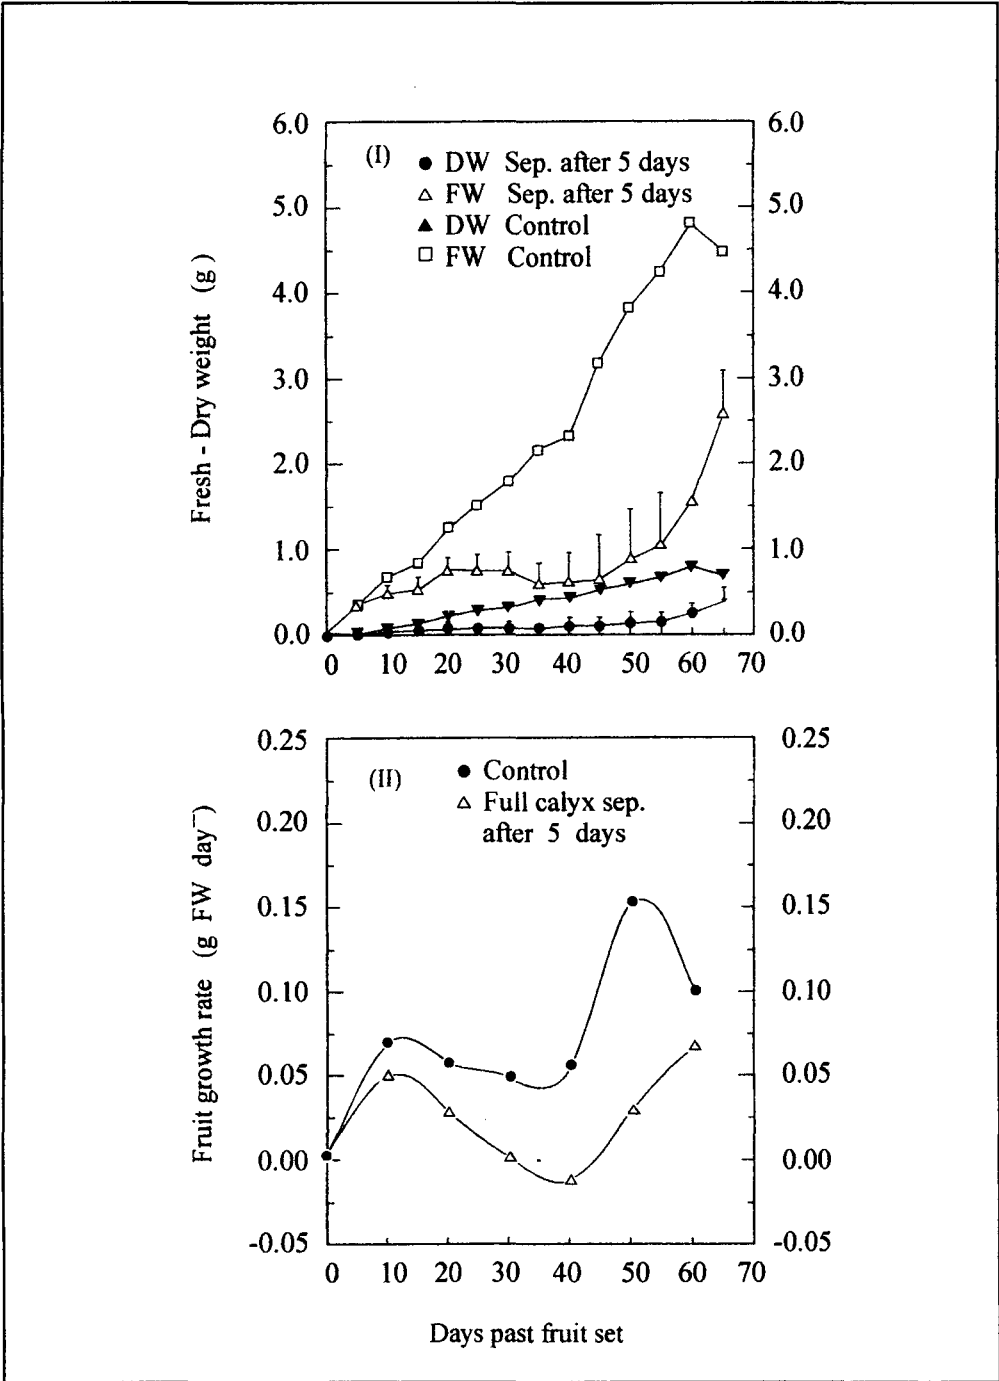 6.0 6.0
(I) DW Sep. after 5 days
FW Sep. after 5 days
5.0 5.0
DW Control
FW Control
4.0 4.0
3.0 3.0
2.0 2.0
1.0 1.0
0.0 0.0
0 10 20 30 40 50 60 70
Fresh - Dry weight (g)
0.25 0.25
(II) Control
Full calyx sep.
0.20 0.20
after 5 days
0.15 0.15
0.10 0.10
0.05 0.05
0.00 0.00
-0.05 -0.05
0 10 20 30 40 50 60 70
Fruit growth rate (g FW day⁻)
Days past fruit set